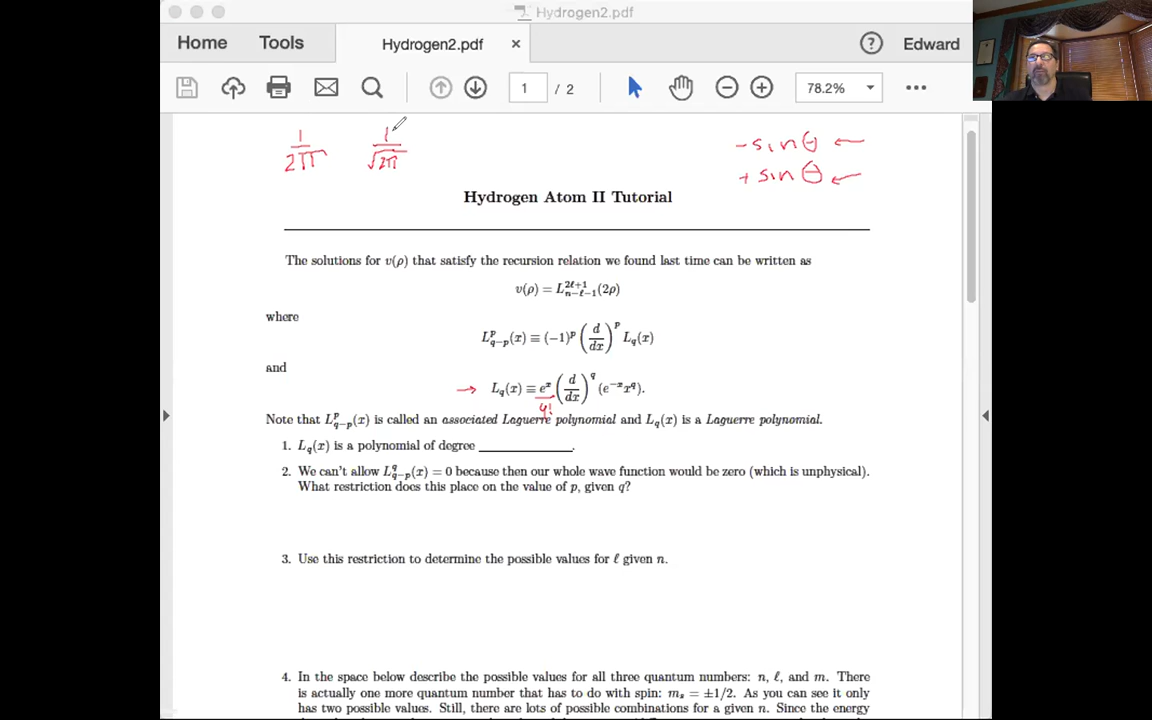 Hydrogen2.pdf
Home Tools Hydrogen2.pdf × ? Edward
1 / 2 78.2%
1/2π 1/√2π -sinθ ←
+ sin θ ←
Hydrogen Atom II Tutorial
The solutions for v(ρ) that satisfy the recursion relation we found last time can be written as
v(ρ) = L_{n−ℓ−1}^{2ℓ+1}(2ρ)
where
L_{q−p}^{p}(x) ≡ (−1)^p (d/dx)^p L_q(x)
and
→ L_q(x) ≡ e^x (d/dx)^q (e^{−x}x^q).
q!
Note that L_{q−p}^{p}(x) is called an associated Laguerre polynomial and L_q(x) is a Laguerre polynomial.
1. L_q(x) is a polynomial of degree ____________.
2. We can't allow L_{q−p}^{q}(x) = 0 because then our whole wave function would be zero (which is unphysical).
What restriction does this place on the value of p, given q?
3. Use this restriction to determine the possible values for ℓ given n.
4. In the space below describe the possible values for all three quantum numbers: n, ℓ, and m. There
is actually one more quantum number that has to do with spin: m_s = ±1/2. As you can see it only
has two possible values. Still, there are lots of possible combinations for a given n. Since the energy